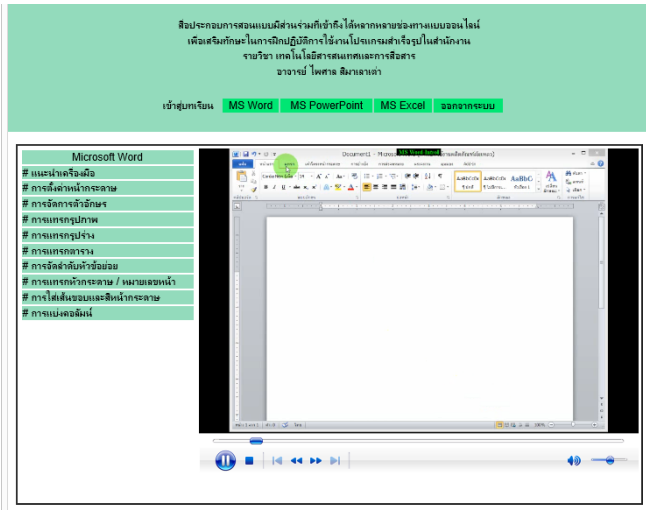 สื่อประกอบการสอนแบบมีส่วนร่วมที่เข้าถึงได้หลากหลายช่องทางแบบออนไลน์
เพื่อเสริมทักษะในการฝึกปฏิบัติการใช้งานโปรแกรมสำเร็จรูปในสำนักงาน
รายวิชา เทคโนโลยีสารสนเทศและการสื่อสาร
อาจารย์ ไพศาล สิมาเลาเต่า
เข้าสู่บทเรียน MS Word MS PowerPoint MS Excel ออกจากระบบ
Microsoft Word
# แนะนำเครื่องมือ
# การตั้งค่าหน้ากระดาษ
# การจัดการตัวอักษร
# การแทรกรูปภาพ
# การแทรกรูปร่าง
# การแทรกตาราง
# การจัดลำดับหัวข้อย่อย
# การแทรกหัวกระดาษ / หมายเลขหน้า
# การใส่เส้นขอบและสีหน้ากระดาษ
# การแบ่งคอลัมน์
Document1 - Micros
AaBbCcDc AaBbCcDc AaBbC
100%